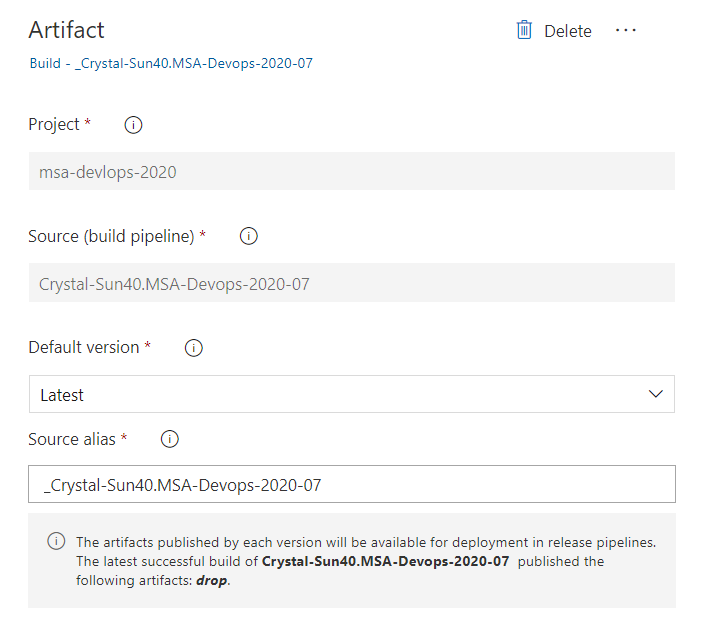 Artifact
Delete
Build - _Crystal-Sun40.MSA-Devops-2020-07
Project *
msa-devlops-2020
Source (build pipeline) *
Crystal-Sun40.MSA-Devops-2020-07
Default version *
Latest
Source alias *
_Crystal-Sun40.MSA-Devops-2020-07
The artifacts published by each version will be available for deployment in release pipelines.
The latest successful build of Crystal-Sun40.MSA-Devops-2020-07 published the
following artifacts: drop.